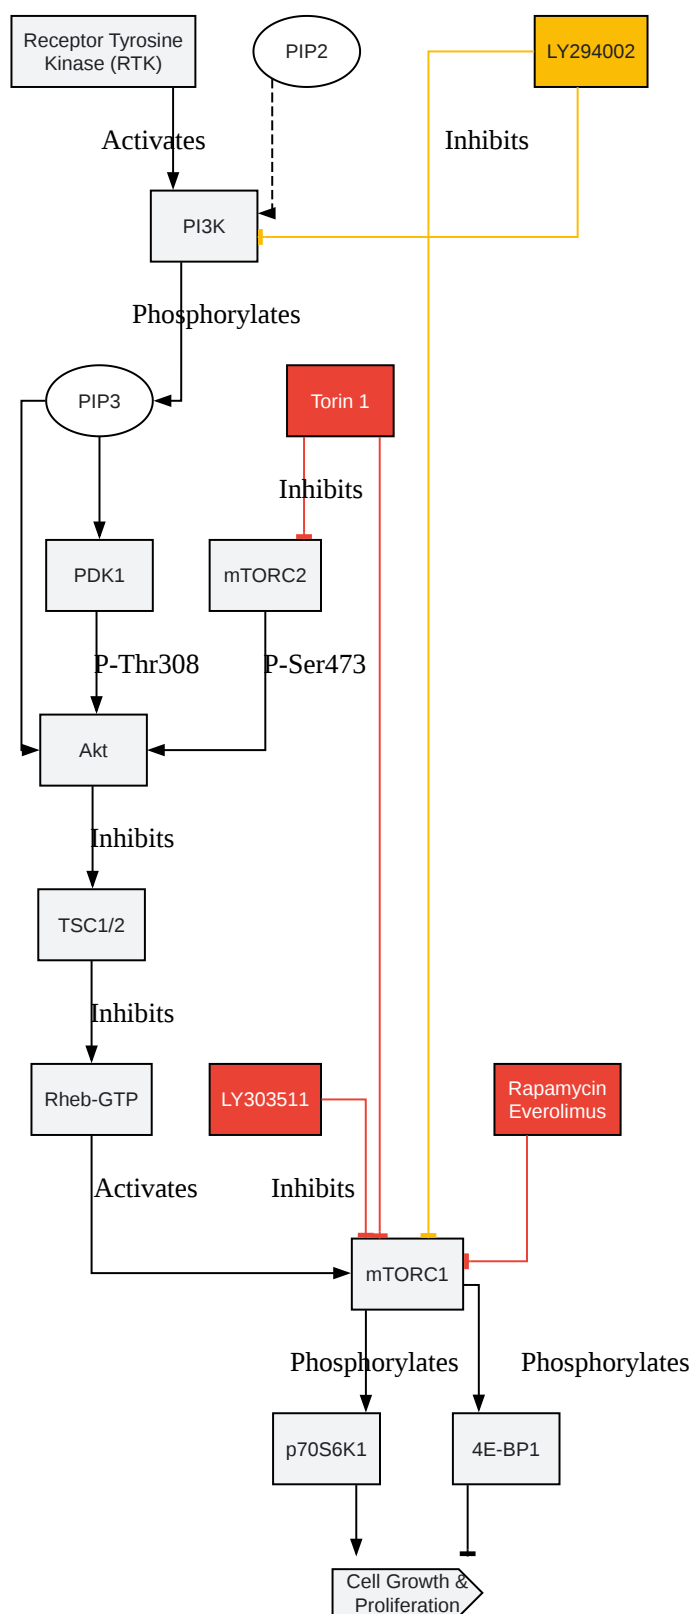 Receptor Tyrosine
Kinase (RTK)
PIP2
LY294002
Activates
Inhibits
PI3K
Phosphorylates
PIP3
Torin 1
Inhibits
PDK1
mTORC2
P-Thr308
P-Ser473
Akt
Inhibits
TSC1/2
Inhibits
Rheb-GTP
LY303511
Rapamycin
Everolimus
Activates
Inhibits
mTORC1
Phosphorylates
Phosphorylates
p70S6K1
4E-BP1
Cell Growth &
Proliferation